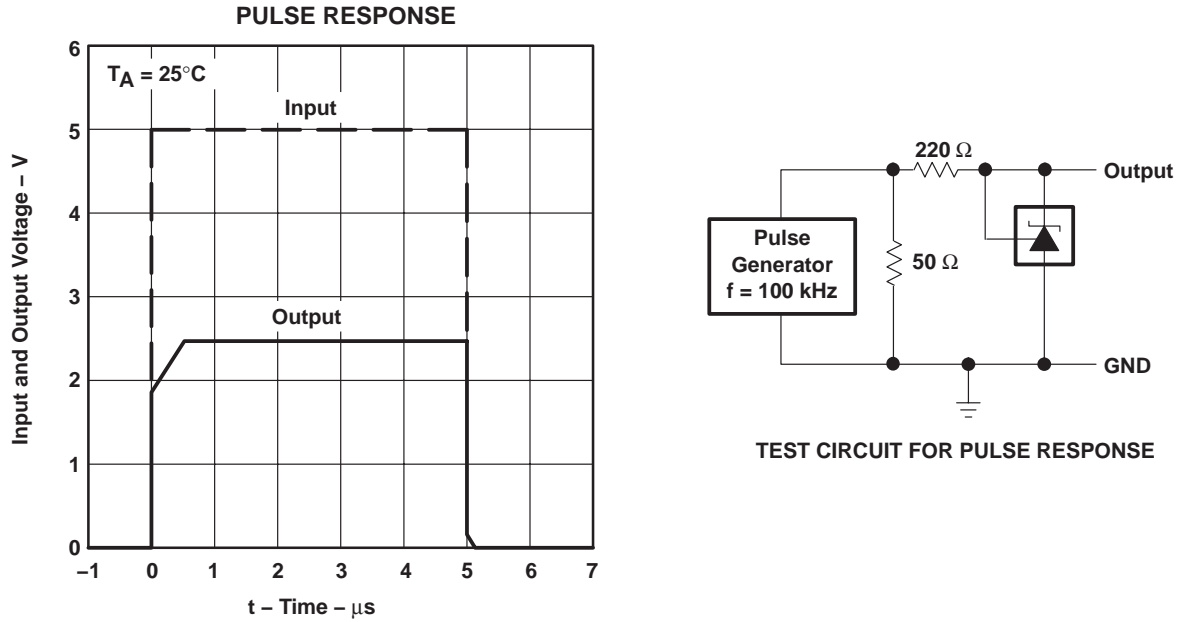 PULSE RESPONSE
6
T_A = 25°C
Input
5
4
3
Output
2
1
0
Input and Output Voltage – V
–1 0 1 2 3 4 5 6 7
t – Time – μs
220 Ω
Output
Pulse
Generator
f = 100 kHz
50 Ω
GND
TEST CIRCUIT FOR PULSE RESPONSE